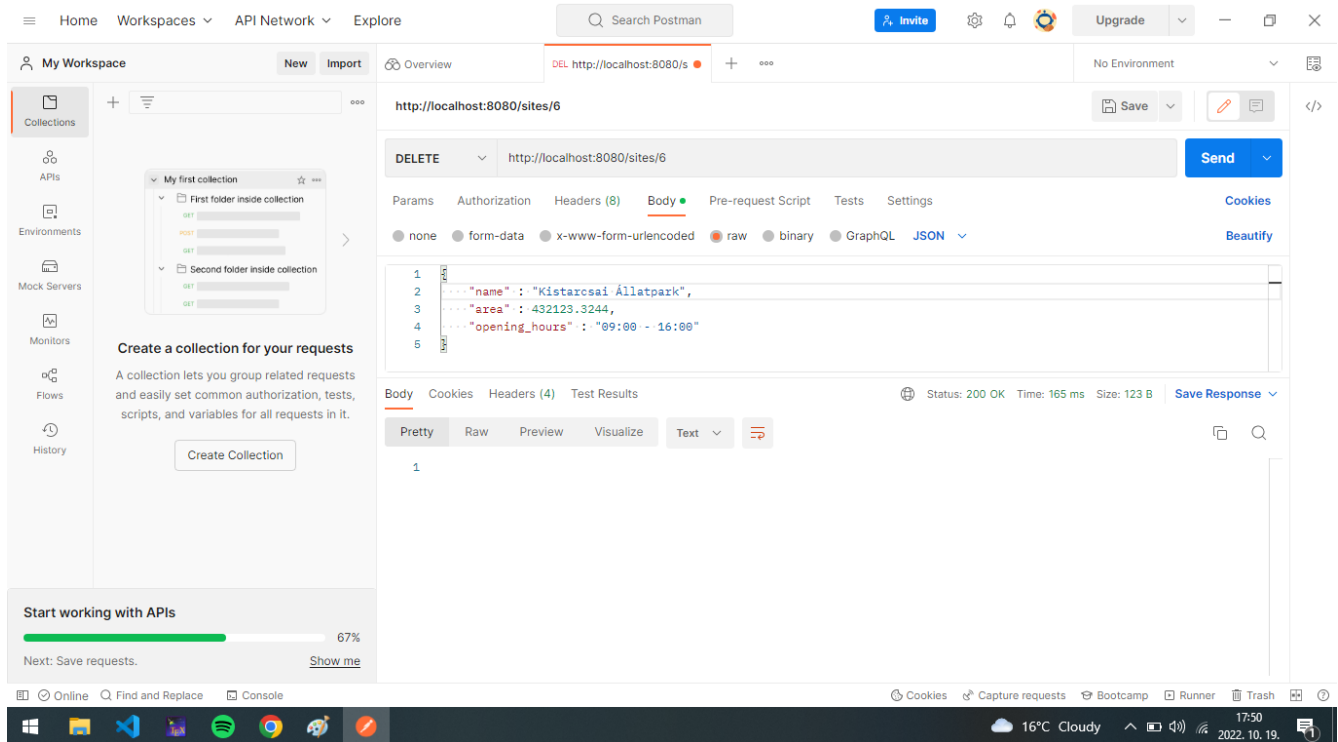 Home Workspaces API Network Explore Search Postman Invite Upgrade
My Workspace New Import Overview DEL http://localhost:8080/s No Environment
Collections
APIs
Environments
Mock Servers
Monitors
Flows
History
My first collection
First folder inside collection
GET
POST
GET
Second folder inside collection
GET
GET
Create a collection for your requests
A collection lets you group related requests
and easily set common authorization, tests,
scripts, and variables for all requests in it.
Create Collection
Start working with APIs
67%
Next: Save requests. Show me
http://localhost:8080/sites/6 Save </>
DELETE http://localhost:8080/sites/6 Send
Params Authorization Headers (8) Body Pre-request Script Tests Settings Cookies
none form-data x-www-form-urlencoded raw binary GraphQL JSON Beautify
1 {
2 "name" : "Kistarcsai Állatpark",
3 "area" : 432123.3244,
4 "opening_hours" : "09:00 - 16:00"
5 }
Body Cookies Headers (4) Test Results Status: 200 OK Time: 165 ms Size: 123 B Save Response
Pretty Raw Preview Visualize Text
1
Online Find and Replace Console Cookies Capture requests Bootcamp Runner Trash
16°C Cloudy 17:50
2022. 10. 19. 1